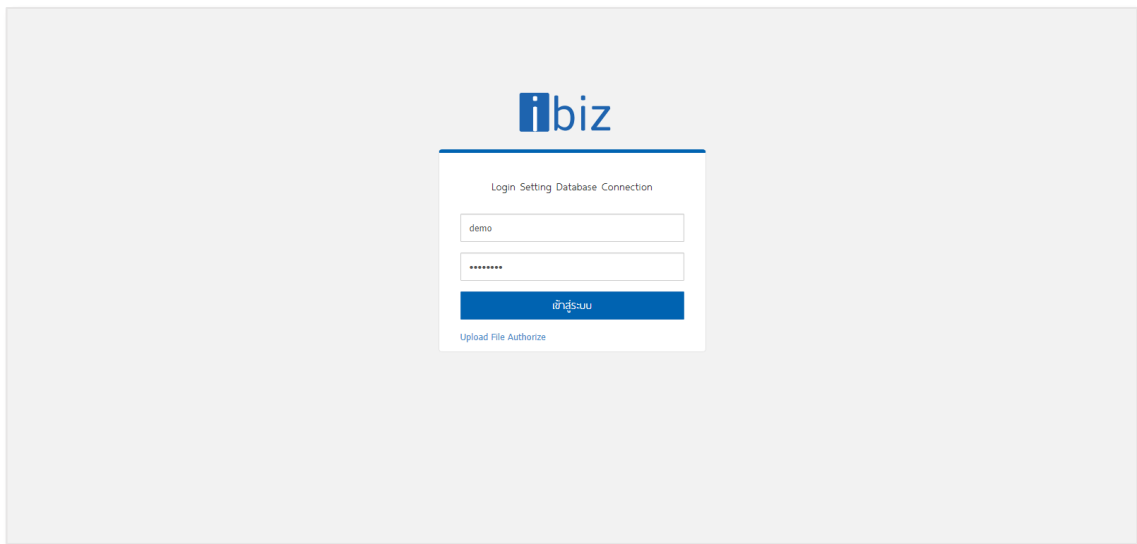 ibiz
Login Setting Database Connection
demo
••••••••
เข้าสู่ระบบ
Upload File Authorize